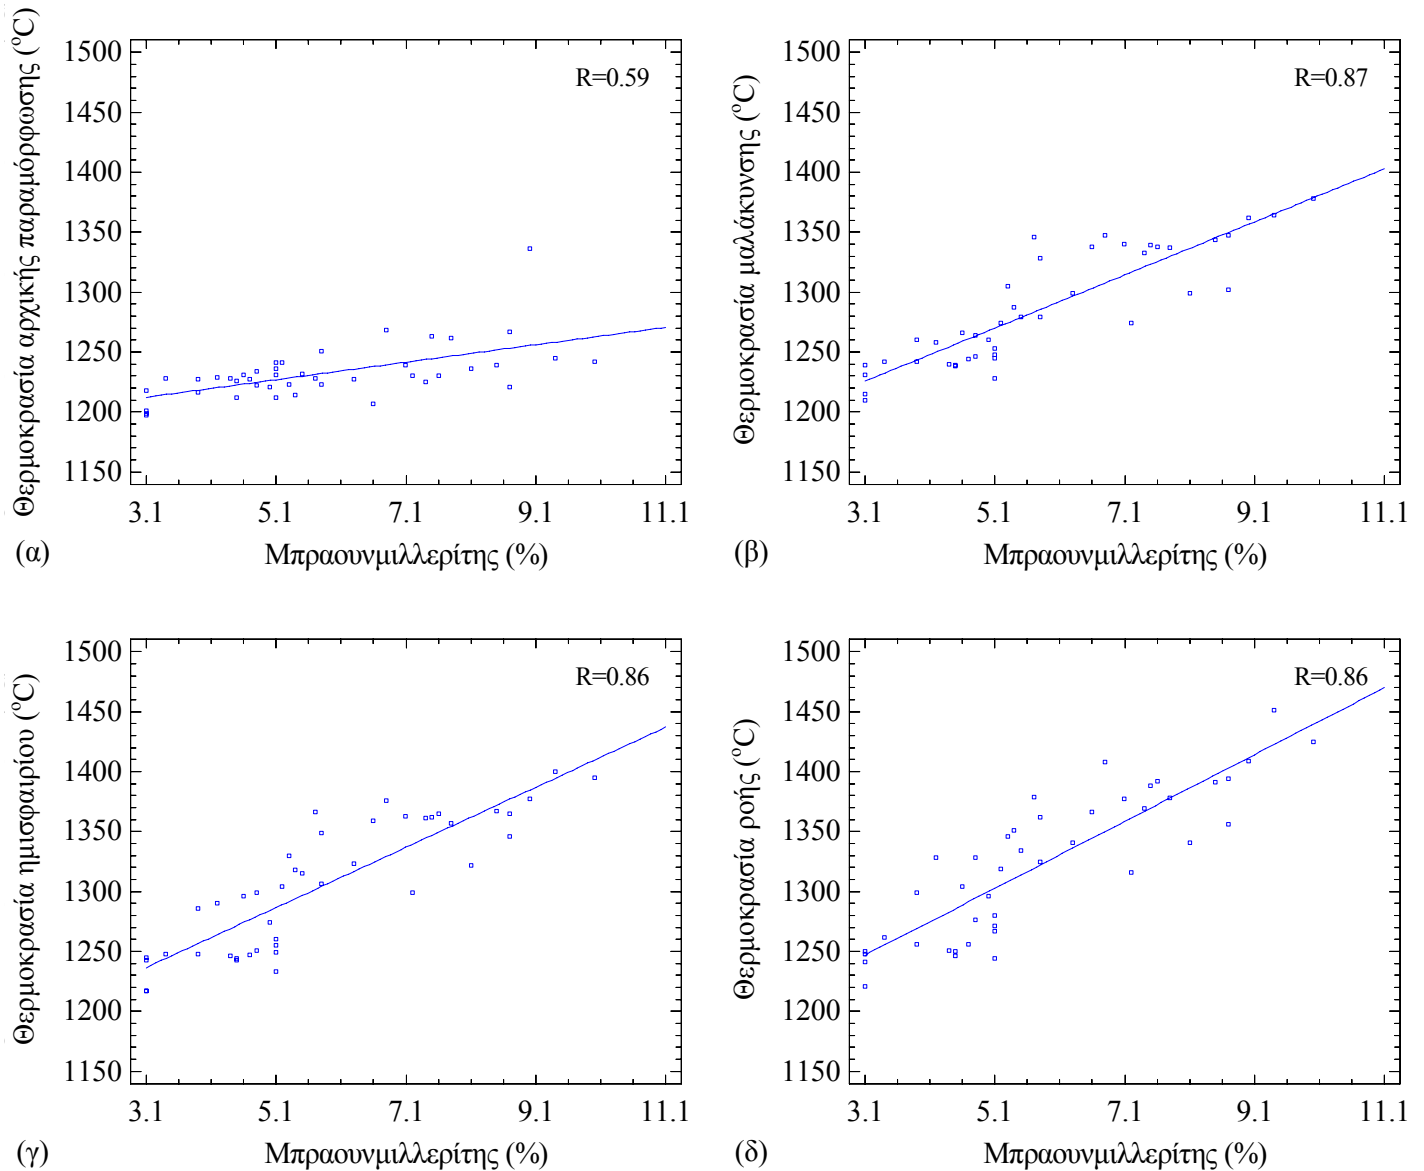 Θερμοκρασία αρχικής παραμόρφωσης (°C)
1500
1450
1400
1350
1300
1250
1200
1150
R=0.59
3.1 5.1 7.1 9.1 11.1
(α) Μπραουνμιλλερίτης (%)
Θερμοκρασία μαλάκυνσης (°C)
1500
1450
1400
1350
1300
1250
1200
1150
R=0.87
3.1 5.1 7.1 9.1 11.1
(β) Μπραουνμιλλερίτης (%)
Θερμοκρασία ημισφαιρίου (°C)
1500
1450
1400
1350
1300
1250
1200
1150
R=0.86
3.1 5.1 7.1 9.1 11.1
(γ) Μπραουνμιλλερίτης (%)
Θερμοκρασία ροής (°C)
1500
1450
1400
1350
1300
1250
1200
1150
R=0.86
3.1 5.1 7.1 9.1 11.1
(δ) Μπραουνμιλλερίτης (%)